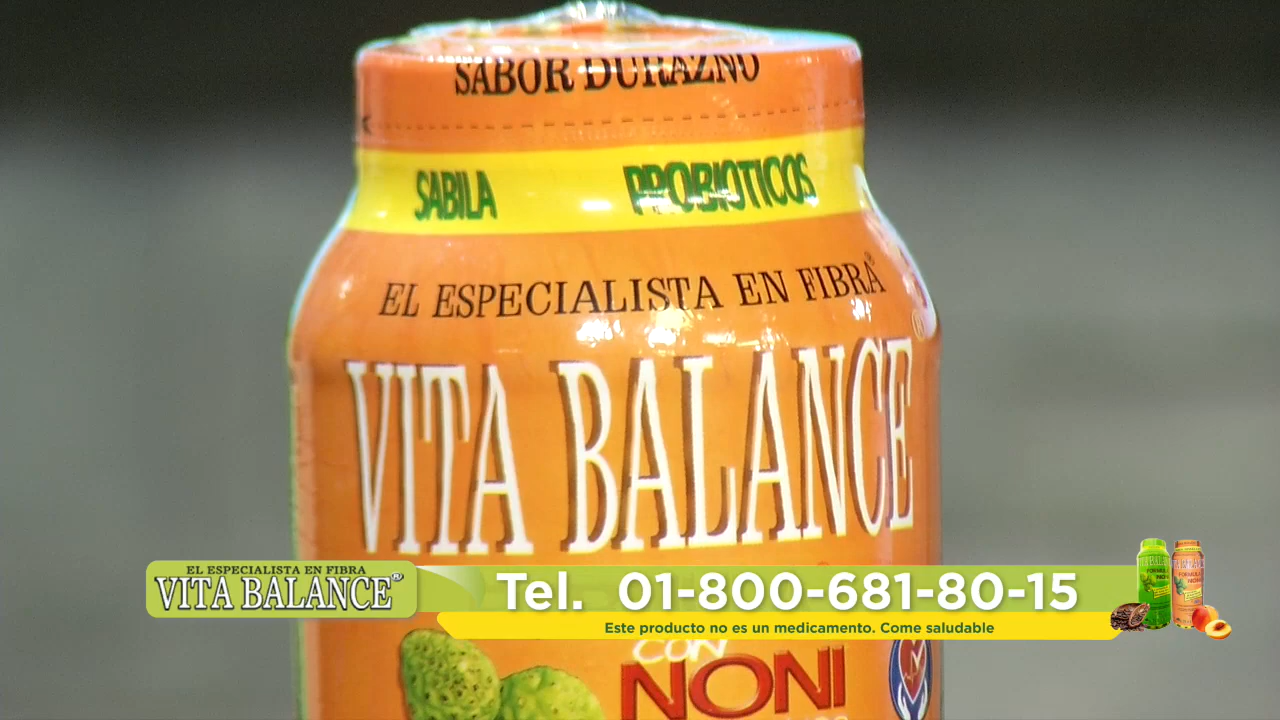 SABOR DURAZNO
SABILA PROBIOTICOS
EL ESPECIALISTA EN FIBRA®
VITA BALANCE®
EL ESPECIALISTA EN FIBRA
VITA BALANCE®
Tel. 01-800-681-80-15
Este producto no es un medicamento. Come saludable
CON
NONI